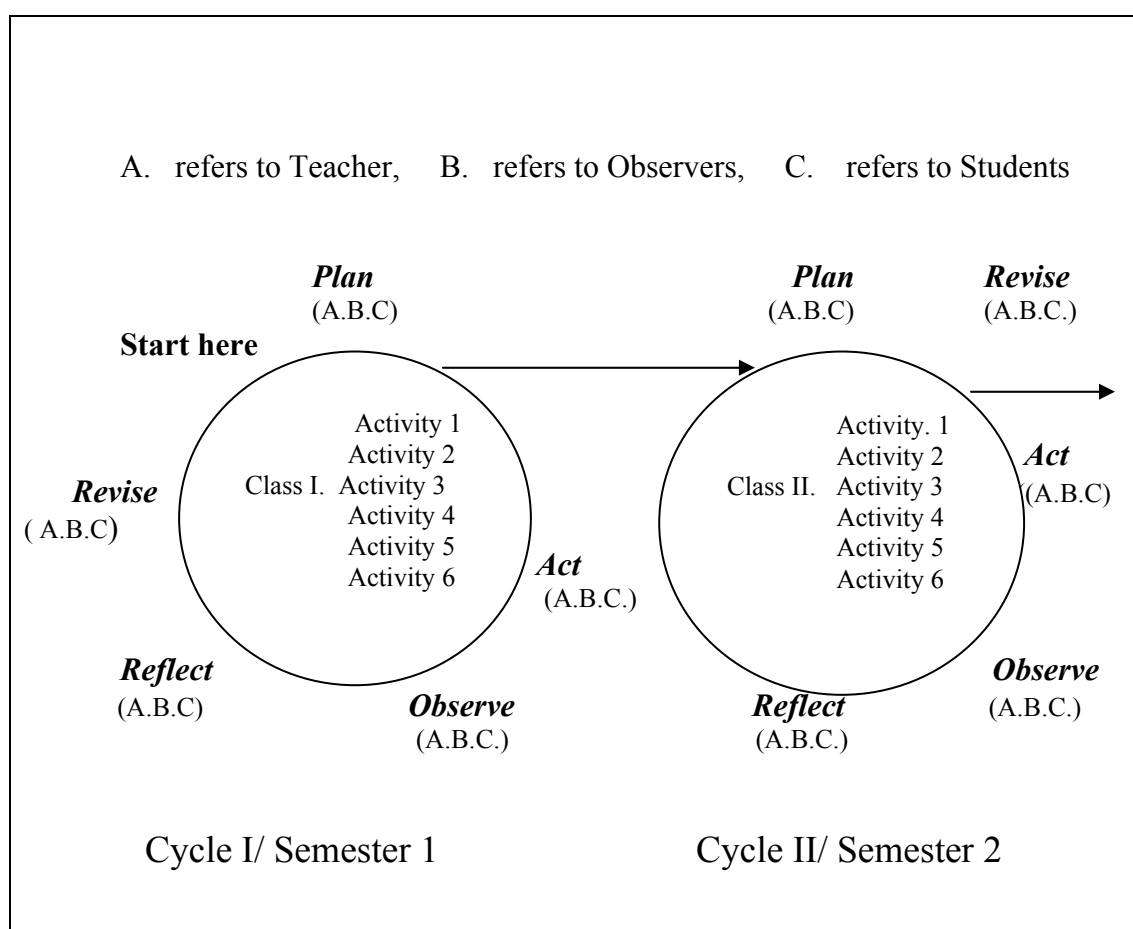 A. refers to Teacher, B. refers to Observers, C. refers to Students
Plan
(A.B.C)
Start here
Activity 1
Activity 2
Class I. Activity 3
Activity 4
Activity 5
Activity 6
Act
(A.B.C.)
Observe
(A.B.C.)
Reflect
(A.B.C)
Revise
( A.B.C)
Cycle I/ Semester 1
Plan
(A.B.C)
Revise
(A.B.C.)
Activity. 1
Activity 2
Class II. Activity 3
Activity 4
Activity 5
Activity 6
Act
(A.B.C)
Observe
(A.B.C.)
Reflect
(A.B.C.)
Cycle II/ Semester 2